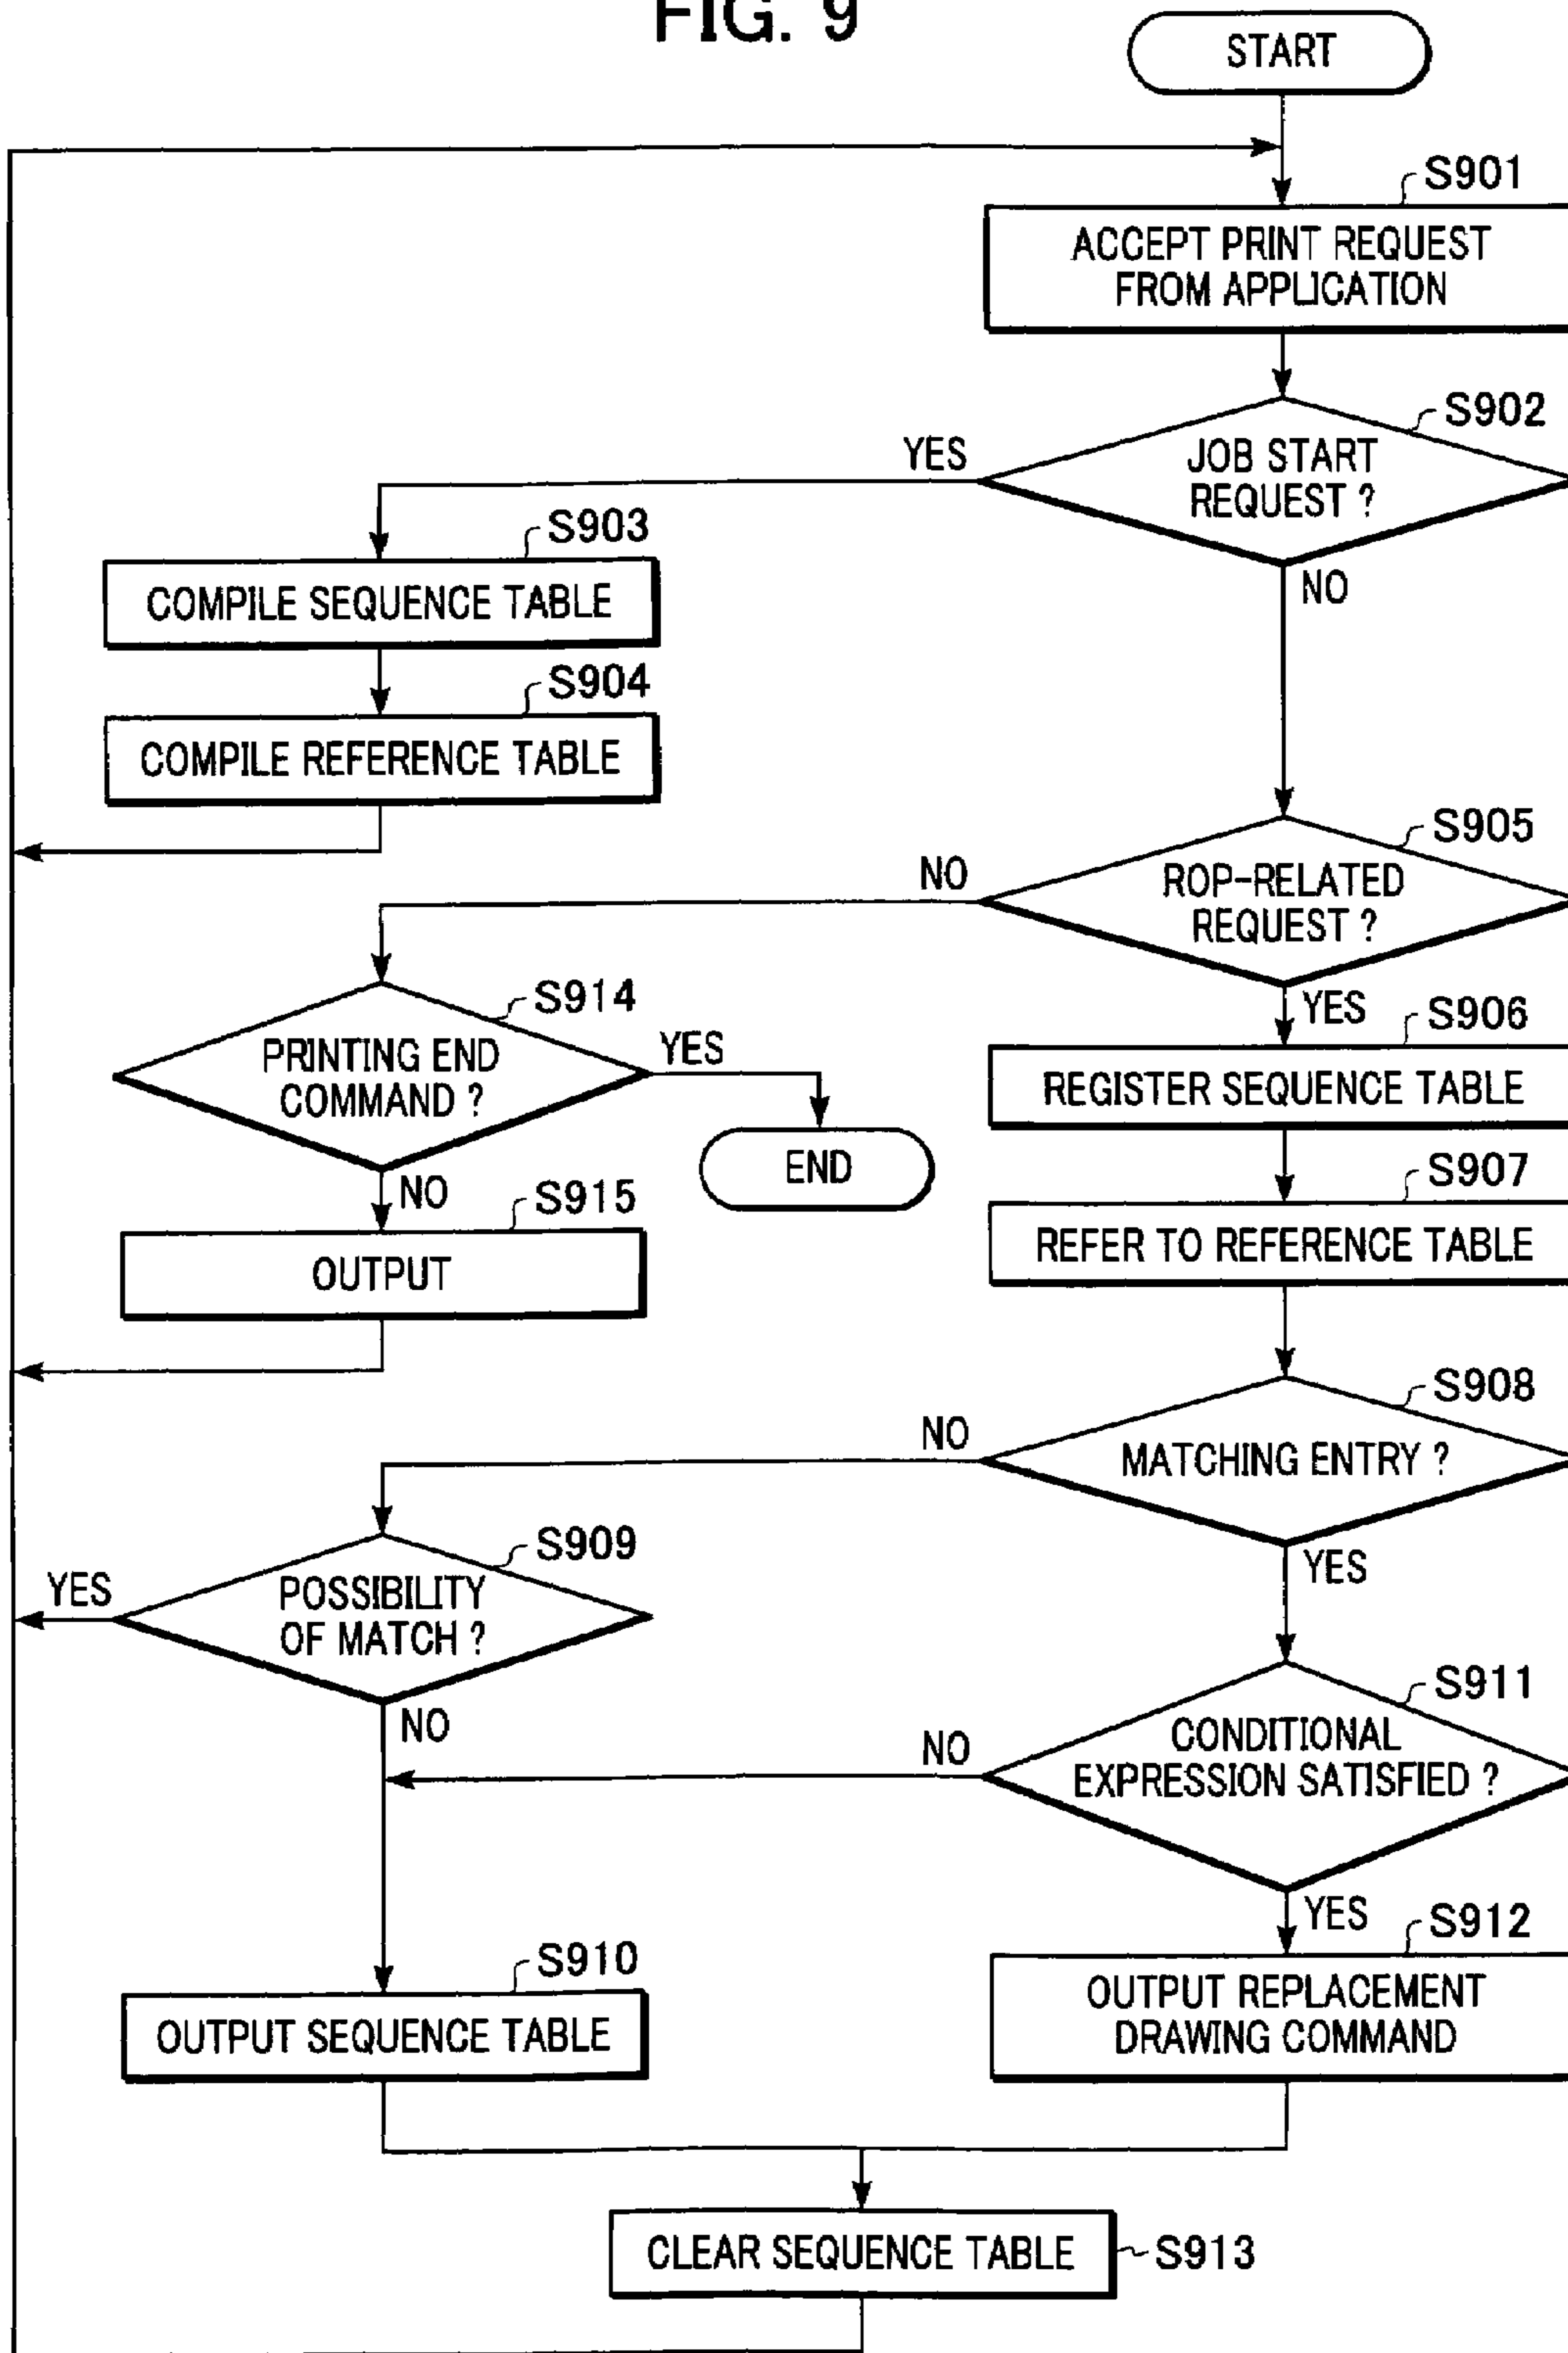 FIG. 9
START
S901
ACCEPT PRINT REQUEST
FROM APPLICATION
S902
JOB START
REQUEST ?
YES
NO
S903
COMPILE SEQUENCE TABLE
S904
COMPILE REFERENCE TABLE
S905
ROP-RELATED
REQUEST ?
NO
YES
S914
PRINTING END
COMMAND ?
YES
END
NO
S915
OUTPUT
S906
REGISTER SEQUENCE TABLE
S907
REFER TO REFERENCE TABLE
S908
MATCHING ENTRY ?
NO
YES
S909
POSSIBILITY
OF MATCH ?
YES
NO
S911
CONDITIONAL
EXPRESSION SATISFIED ?
NO
YES
S910
OUTPUT SEQUENCE TABLE
S912
OUTPUT REPLACEMENT
DRAWING COMMAND
CLEAR SEQUENCE TABLE
S913